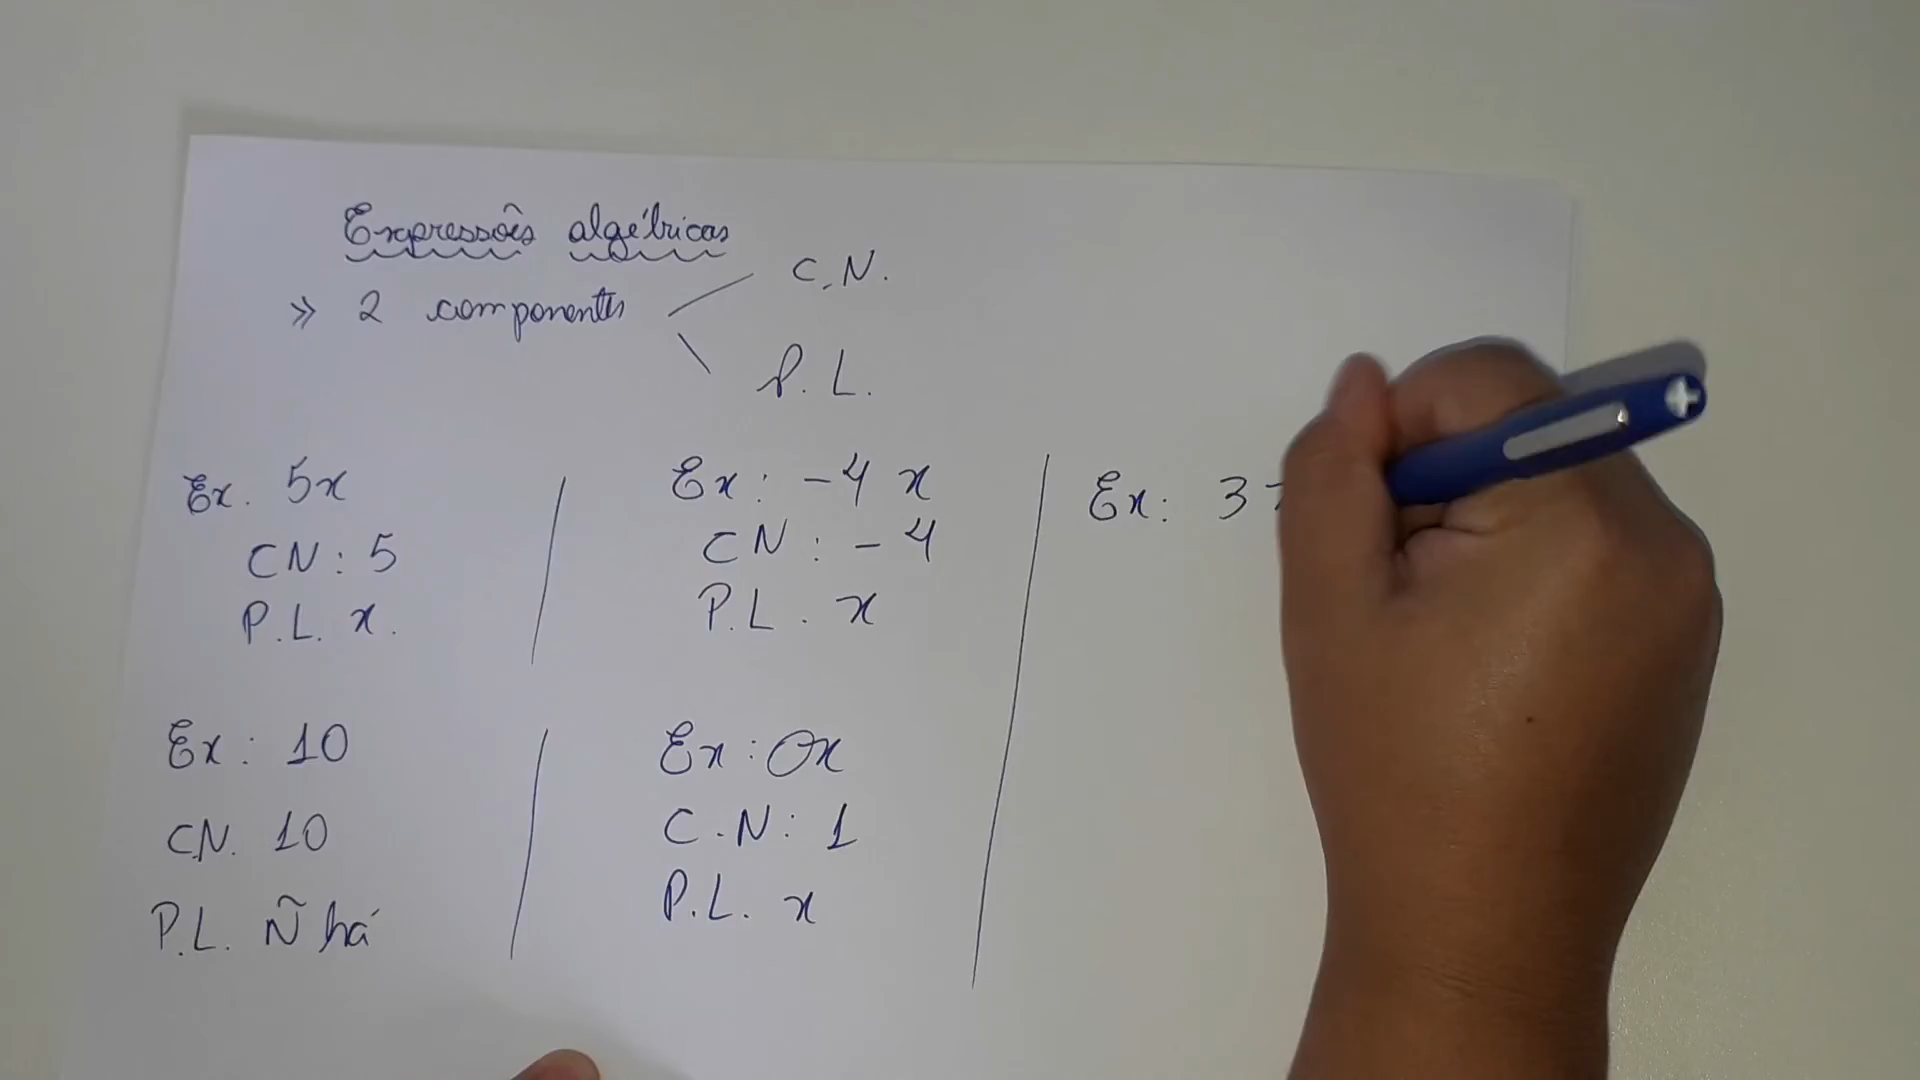 Expressões algébricas
» 2 componentes
C.N.
P.L.
Ex. 5x
CN: 5
P.L. x.
Ex: -4x
CN: -4
P.L. x
Ex: 3
Ex: 10
CN. 10
P.L. Ñ há
Ex: Ox
C.N: 1
P.L. x